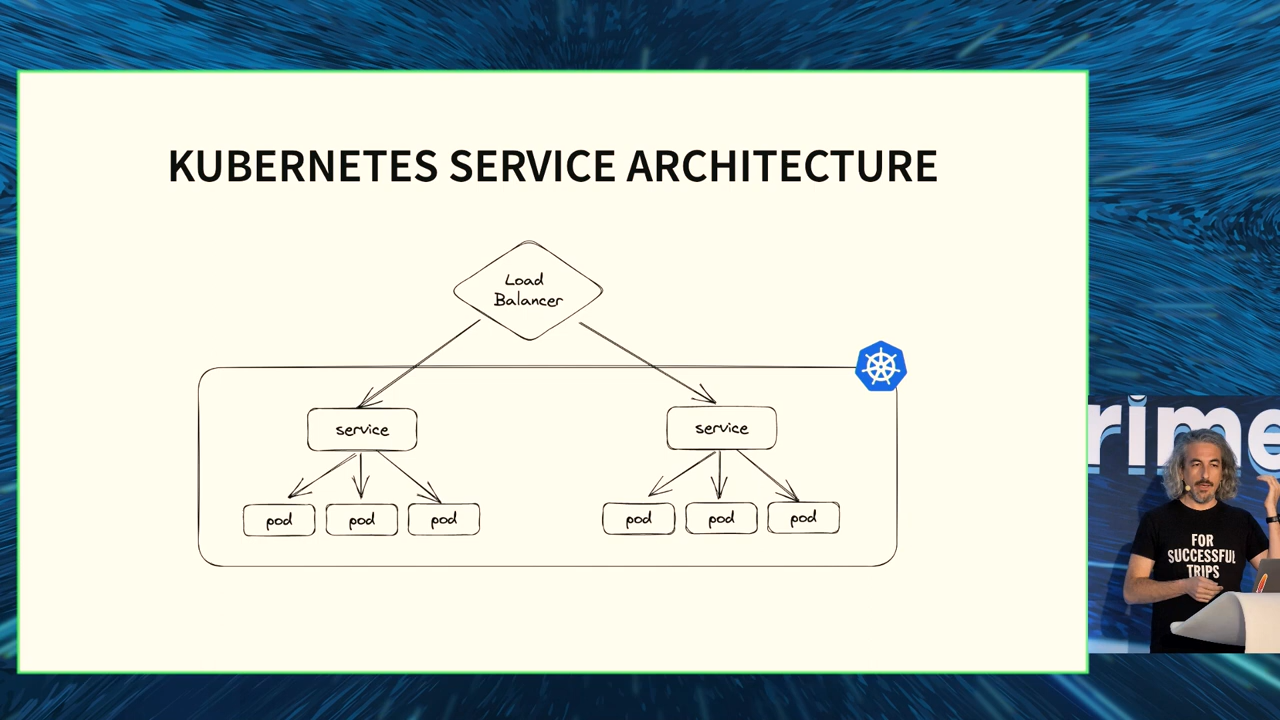 KUBERNETES SERVICE ARCHITECTURE
Load
Balancer
service
service
pod
pod
pod
pod
pod
pod
rime
FOR
SUCCESSFUL
TRIPS